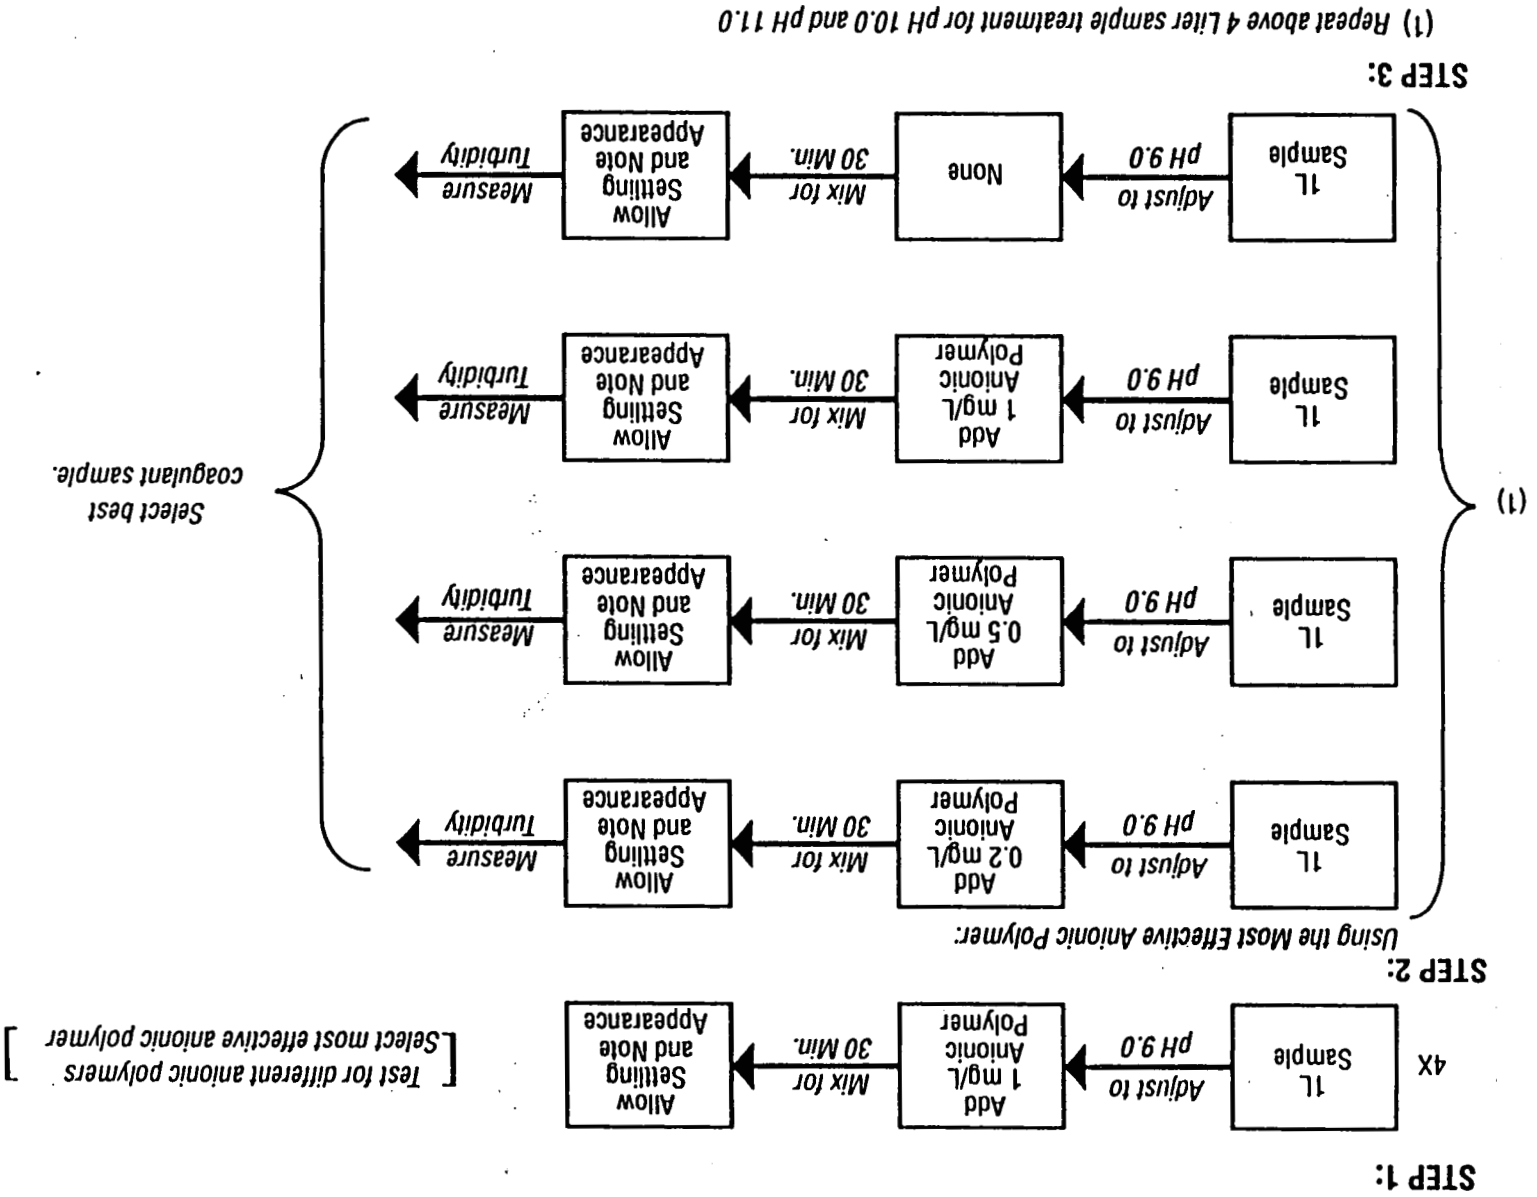 STEP 1:
4X
1L
Sample
Adjust to
pH 9.0
Add
1 mg/L
Anionic
Polymer
Mix for
30 Min.
Allow
Settling
and Note
Appearance
[Test for different anionic polymers
Select most effective anionic polymer]
STEP 2:
Using the Most Effective Anionic Polymer:
(1)
1L
Sample
Adjust to
pH 9.0
Add
0.2 mg/L
Anionic
Polymer
Mix for
30 Min.
Allow
Settling
and Note
Appearance
Measure
Turbidity
1L
Sample
Adjust to
pH 9.0
Add
0.5 mg/L
Anionic
Polymer
Mix for
30 Min.
Allow
Settling
and Note
Appearance
Measure
Turbidity
1L
Sample
Adjust to
pH 9.0
Add
1 mg/L
Anionic
Polymer
Mix for
30 Min.
Allow
Settling
and Note
Appearance
Measure
Turbidity
1L
Sample
Adjust to
pH 9.0
None
Mix for
30 Min.
Allow
Settling
and Note
Appearance
Measure
Turbidity
Select best
coagulant sample.
STEP 3:
(1) Repeat above 4 Liter sample treatment for pH 10.0 and pH 11.0